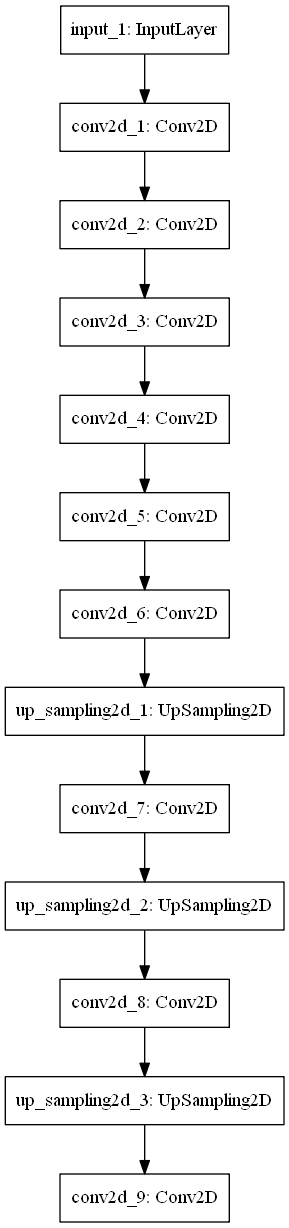 input_1: InputLayer
conv2d_1: Conv2D
conv2d_2: Conv2D
conv2d_3: Conv2D
conv2d_4: Conv2D
conv2d_5: Conv2D
conv2d_6: Conv2D
up_sampling2d_1: UpSampling2D
conv2d_7: Conv2D
up_sampling2d_2: UpSampling2D
conv2d_8: Conv2D
up_sampling2d_3: UpSampling2D
conv2d_9: Conv2D